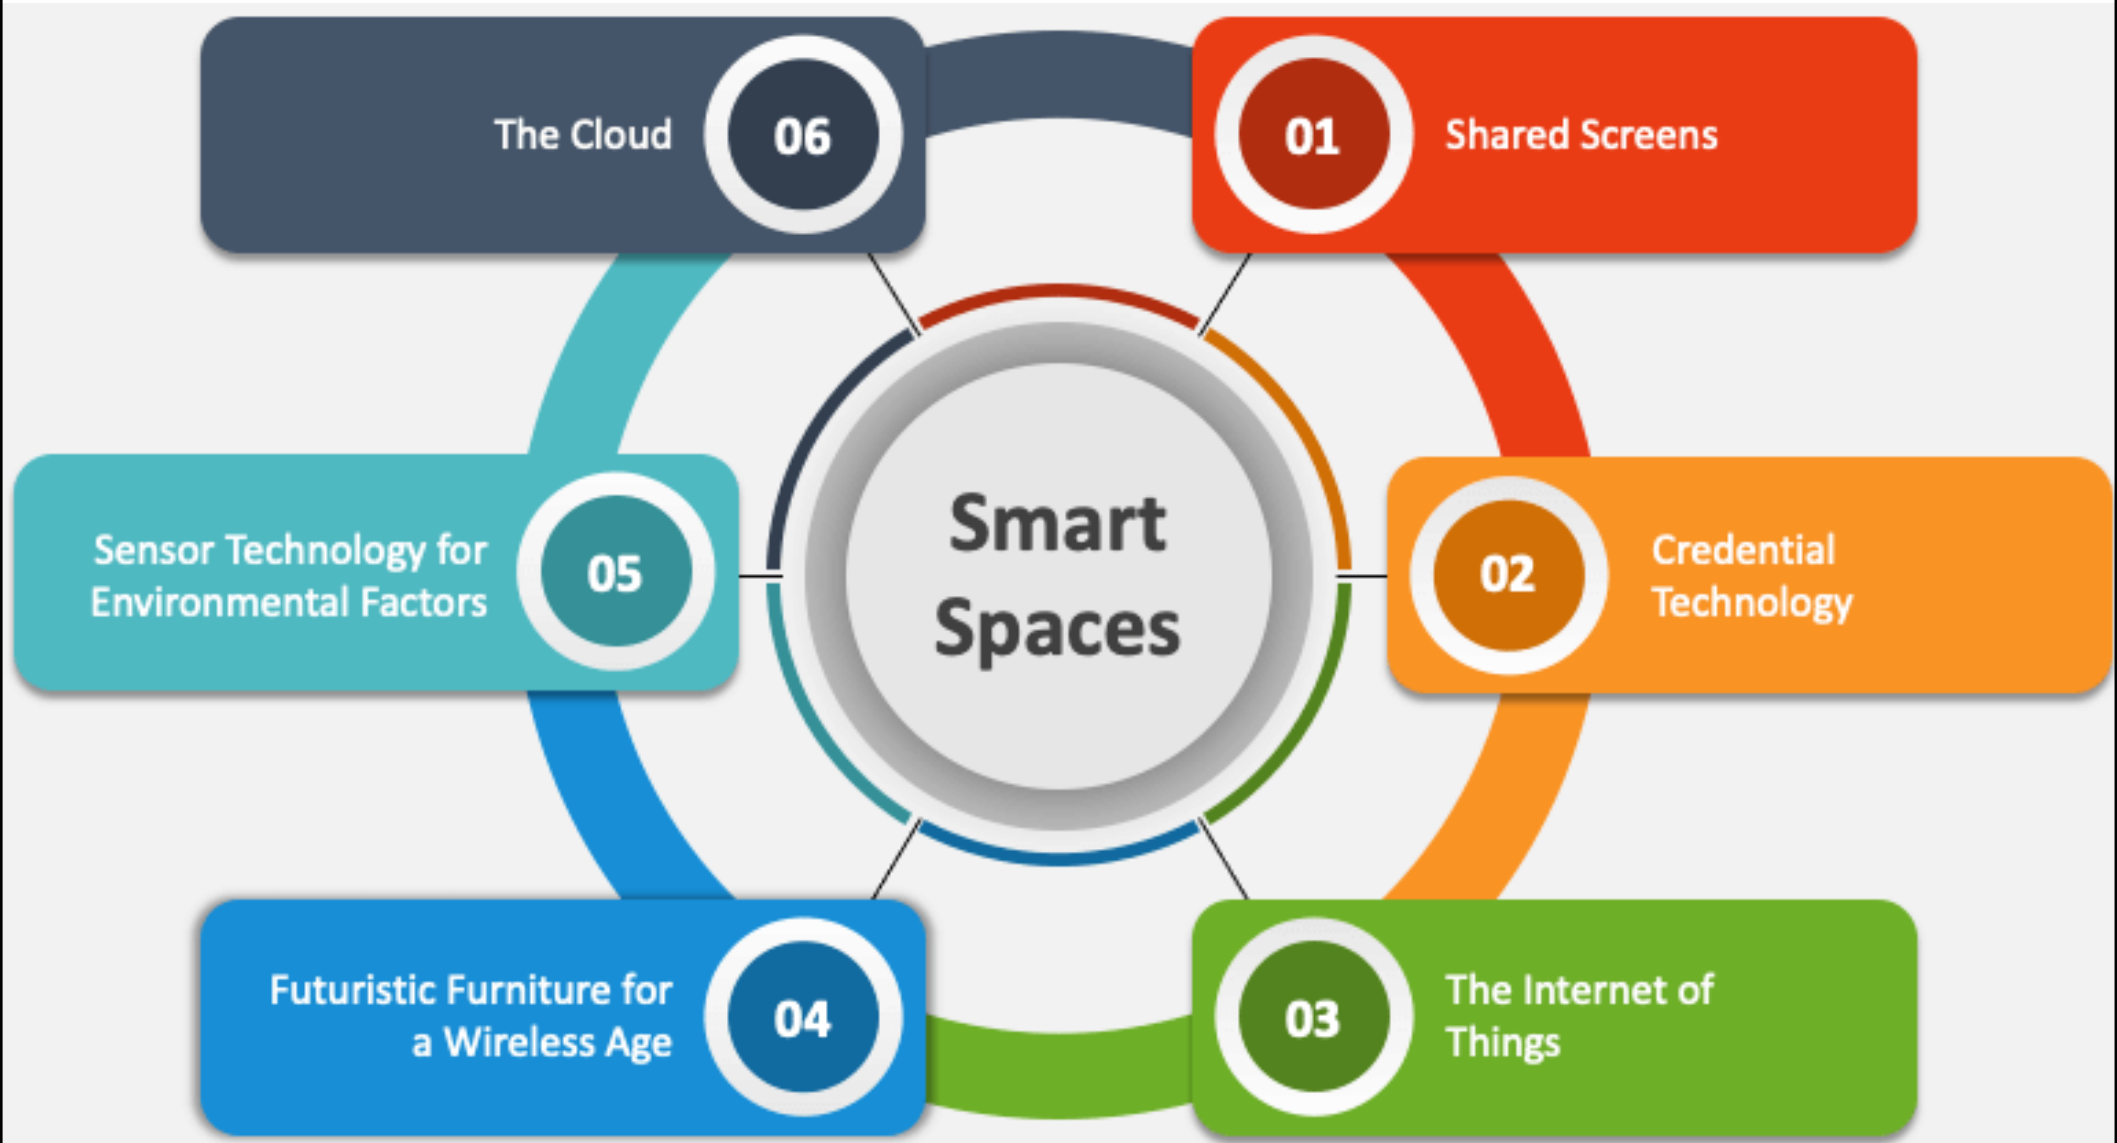 Smart
Spaces
01
Shared Screens
02
Credential
Technology
03
The Internet of
Things
04
Futuristic Furniture for
a Wireless Age
05
Sensor Technology for
Environmental Factors
06
The Cloud